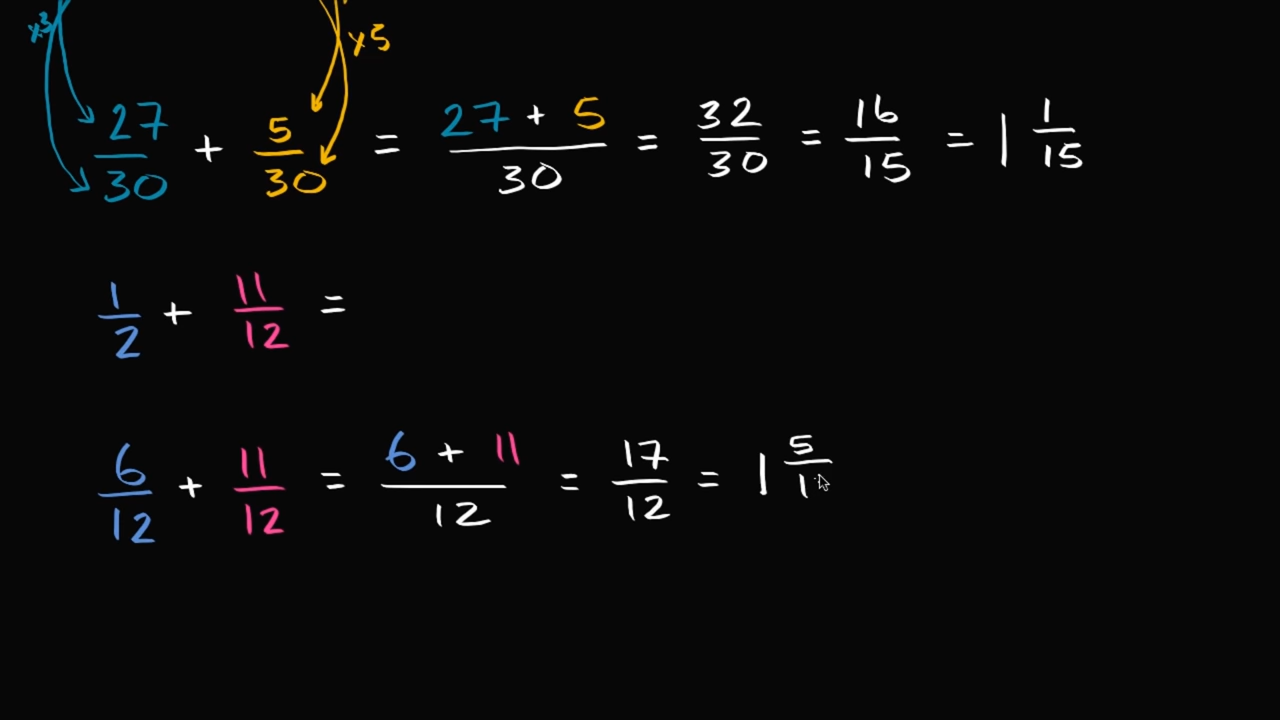 x3 x5
27/30 + 5/30 = 27 + 5/30 = 32/30 = 16/15 = 1 1/15
1/2 + 11/12 =
6/12 + 11/12 = 6 + 11/12 = 17/12 = 1 5/1